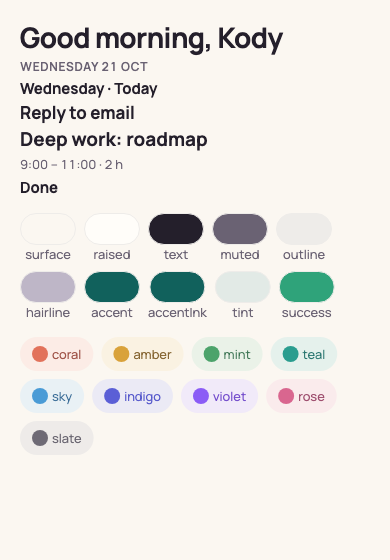 Good morning, Kody
WEDNESDAY 21 OCT
Wednesday · Today
Reply to email
Deep work: roadmap
9:00 – 11:00 · 2 h
Done
surface raised text muted outline
hairline accent accentInk tint success
coral amber mint teal
sky indigo violet rose
slate